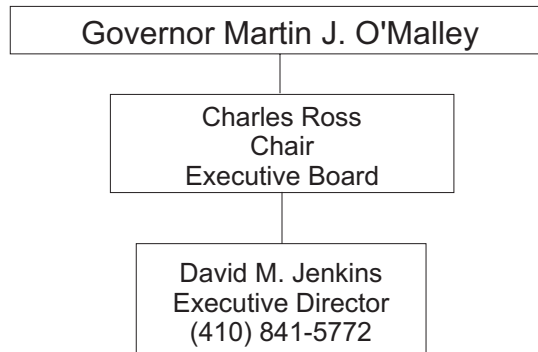 Governor Martin J. O'Malley
Charles Ross
Chair
Executive Board
David M. Jenkins
Executive Director
(410) 841-5772